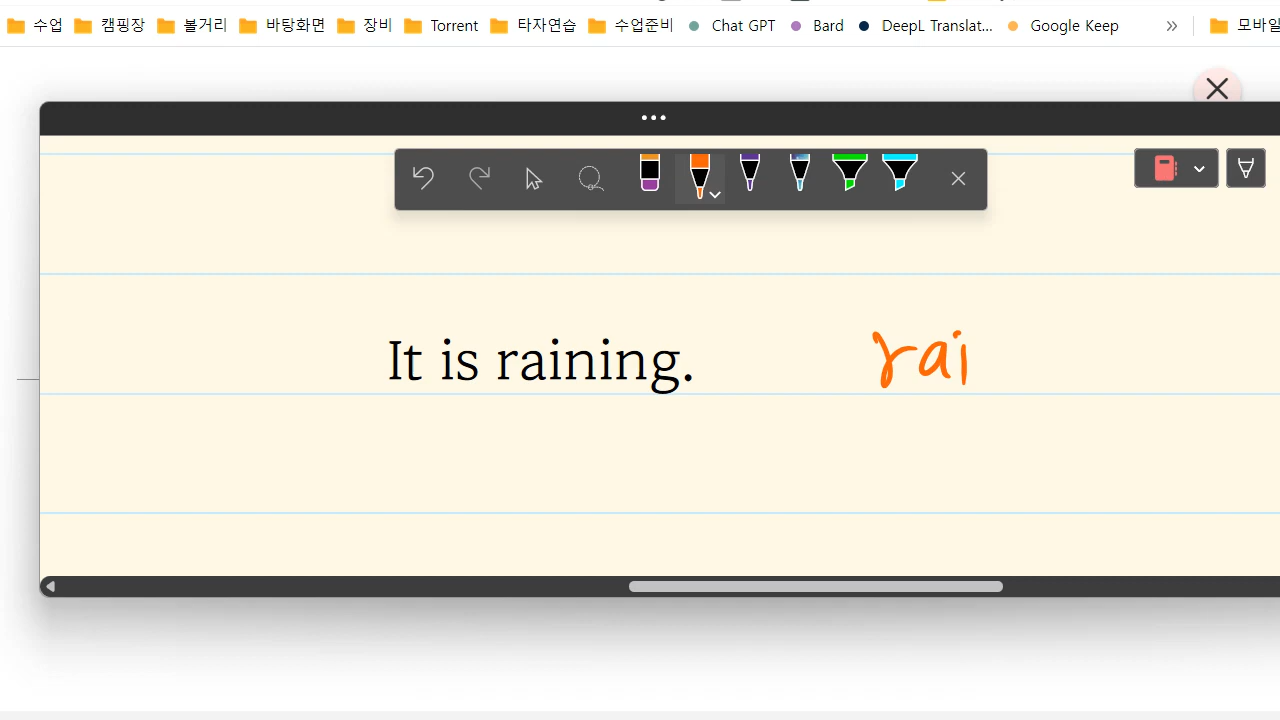 수업 캠핑장 볼거리 바탕화면 장비 Torrent 타자연습 수업준비 Chat GPT Bard DeepL Translat... Google Keep » 모바일
It is raining. rai